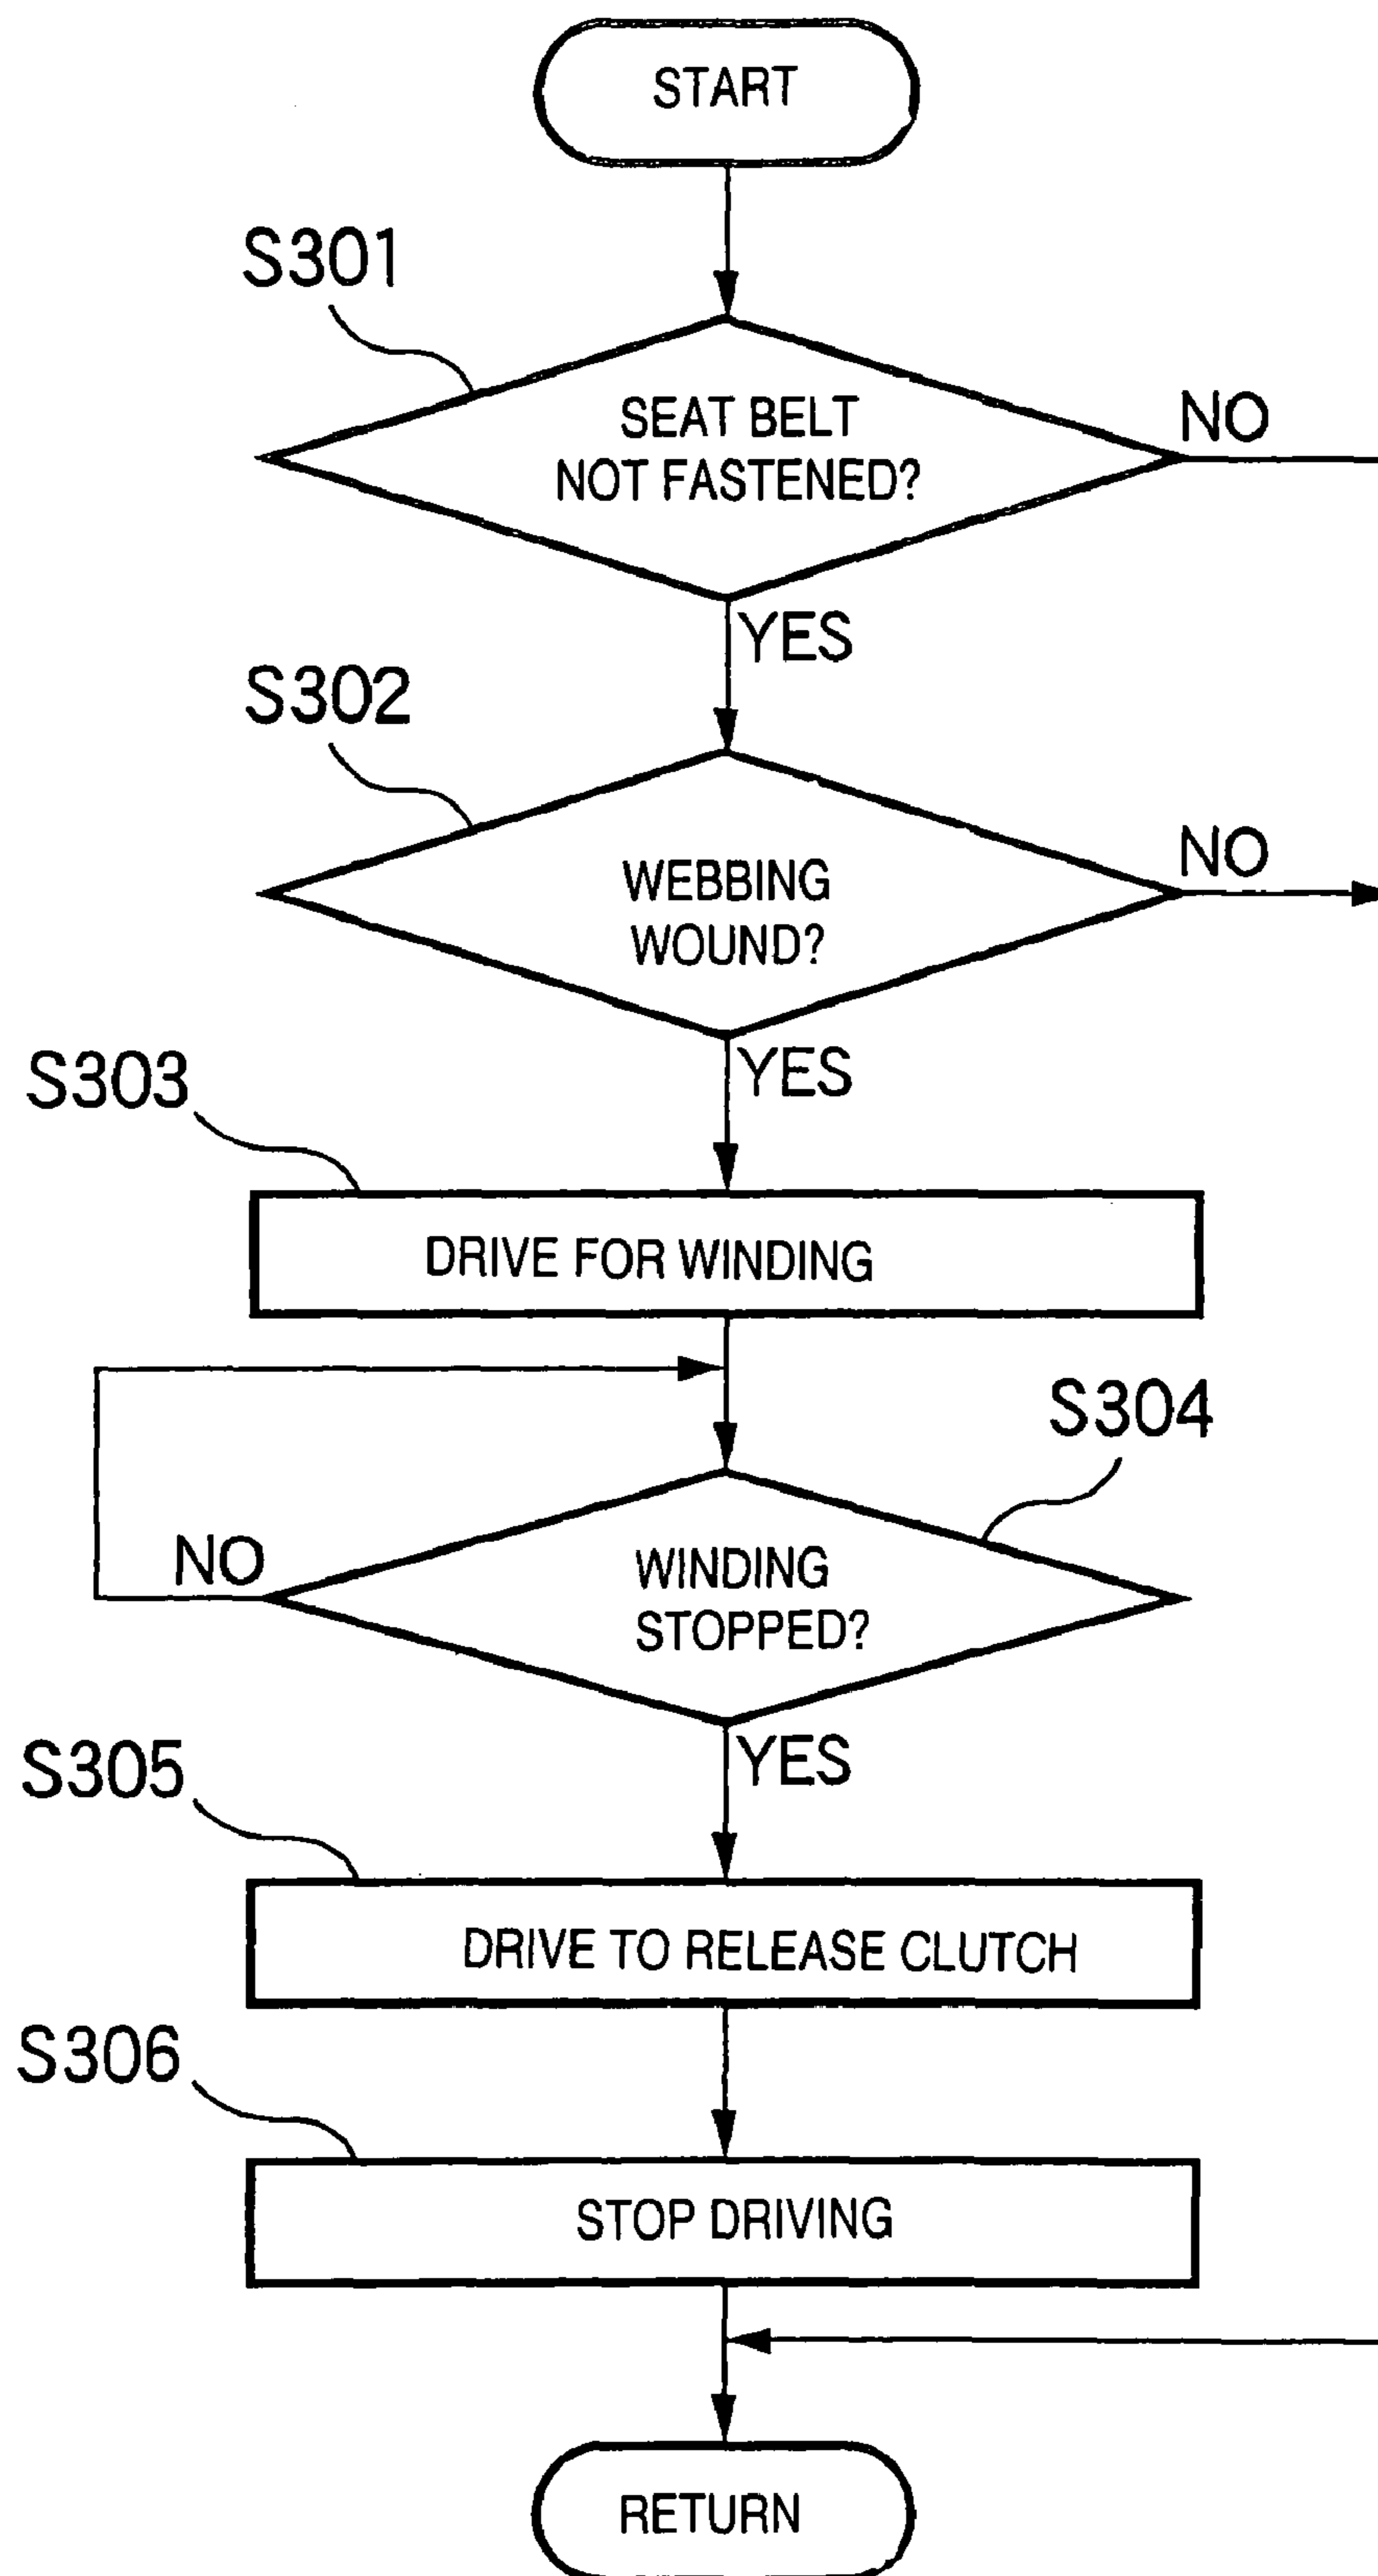 START
S301
SEAT BELT
NOT FASTENED?
NO
YES
S302
WEBBING
WOUND?
NO
YES
S303
DRIVE FOR WINDING
S304
WINDING
STOPPED?
NO
YES
S305
DRIVE TO RELEASE CLUTCH
S306
STOP DRIVING
RETURN